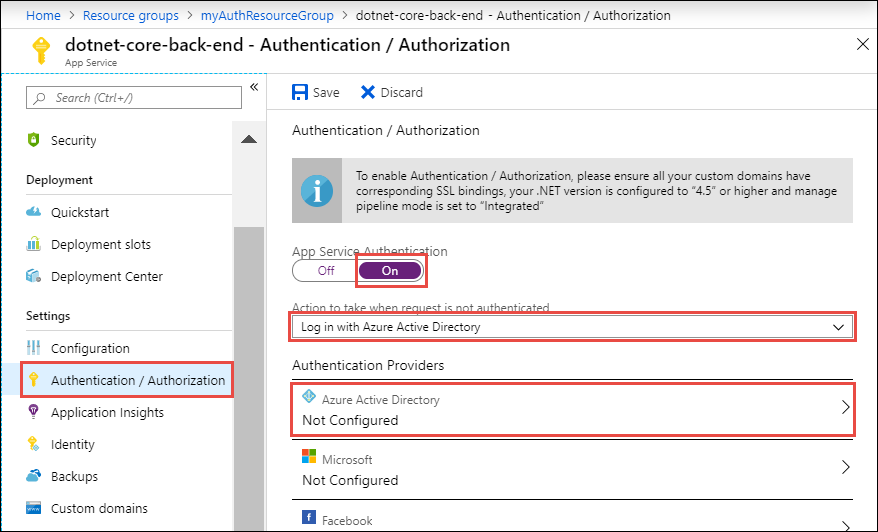 Home > Resource groups > myAuthResourceGroup > dotnet-core-back-end - Authentication / Authorization
dotnet-core-back-end - Authentication / Authorization
App Service
Search (Ctrl+/)
«
Security
Deployment
Quickstart
Deployment slots
Deployment Center
Settings
Configuration
Authentication / Authorization
Application Insights
Identity
Backups
Custom domains
Save
Discard
Authentication / Authorization
To enable Authentication / Authorization, please ensure all your custom domains have
corresponding SSL bindings, your .NET version is configured to "4.5" or higher and manage
pipeline mode is set to "Integrated"
App Service Authentication
Off On
Action to take when request is not authenticated
Log in with Azure Active Directory
Authentication Providers
Azure Active Directory
Not Configured
Microsoft
Not Configured
Facebook